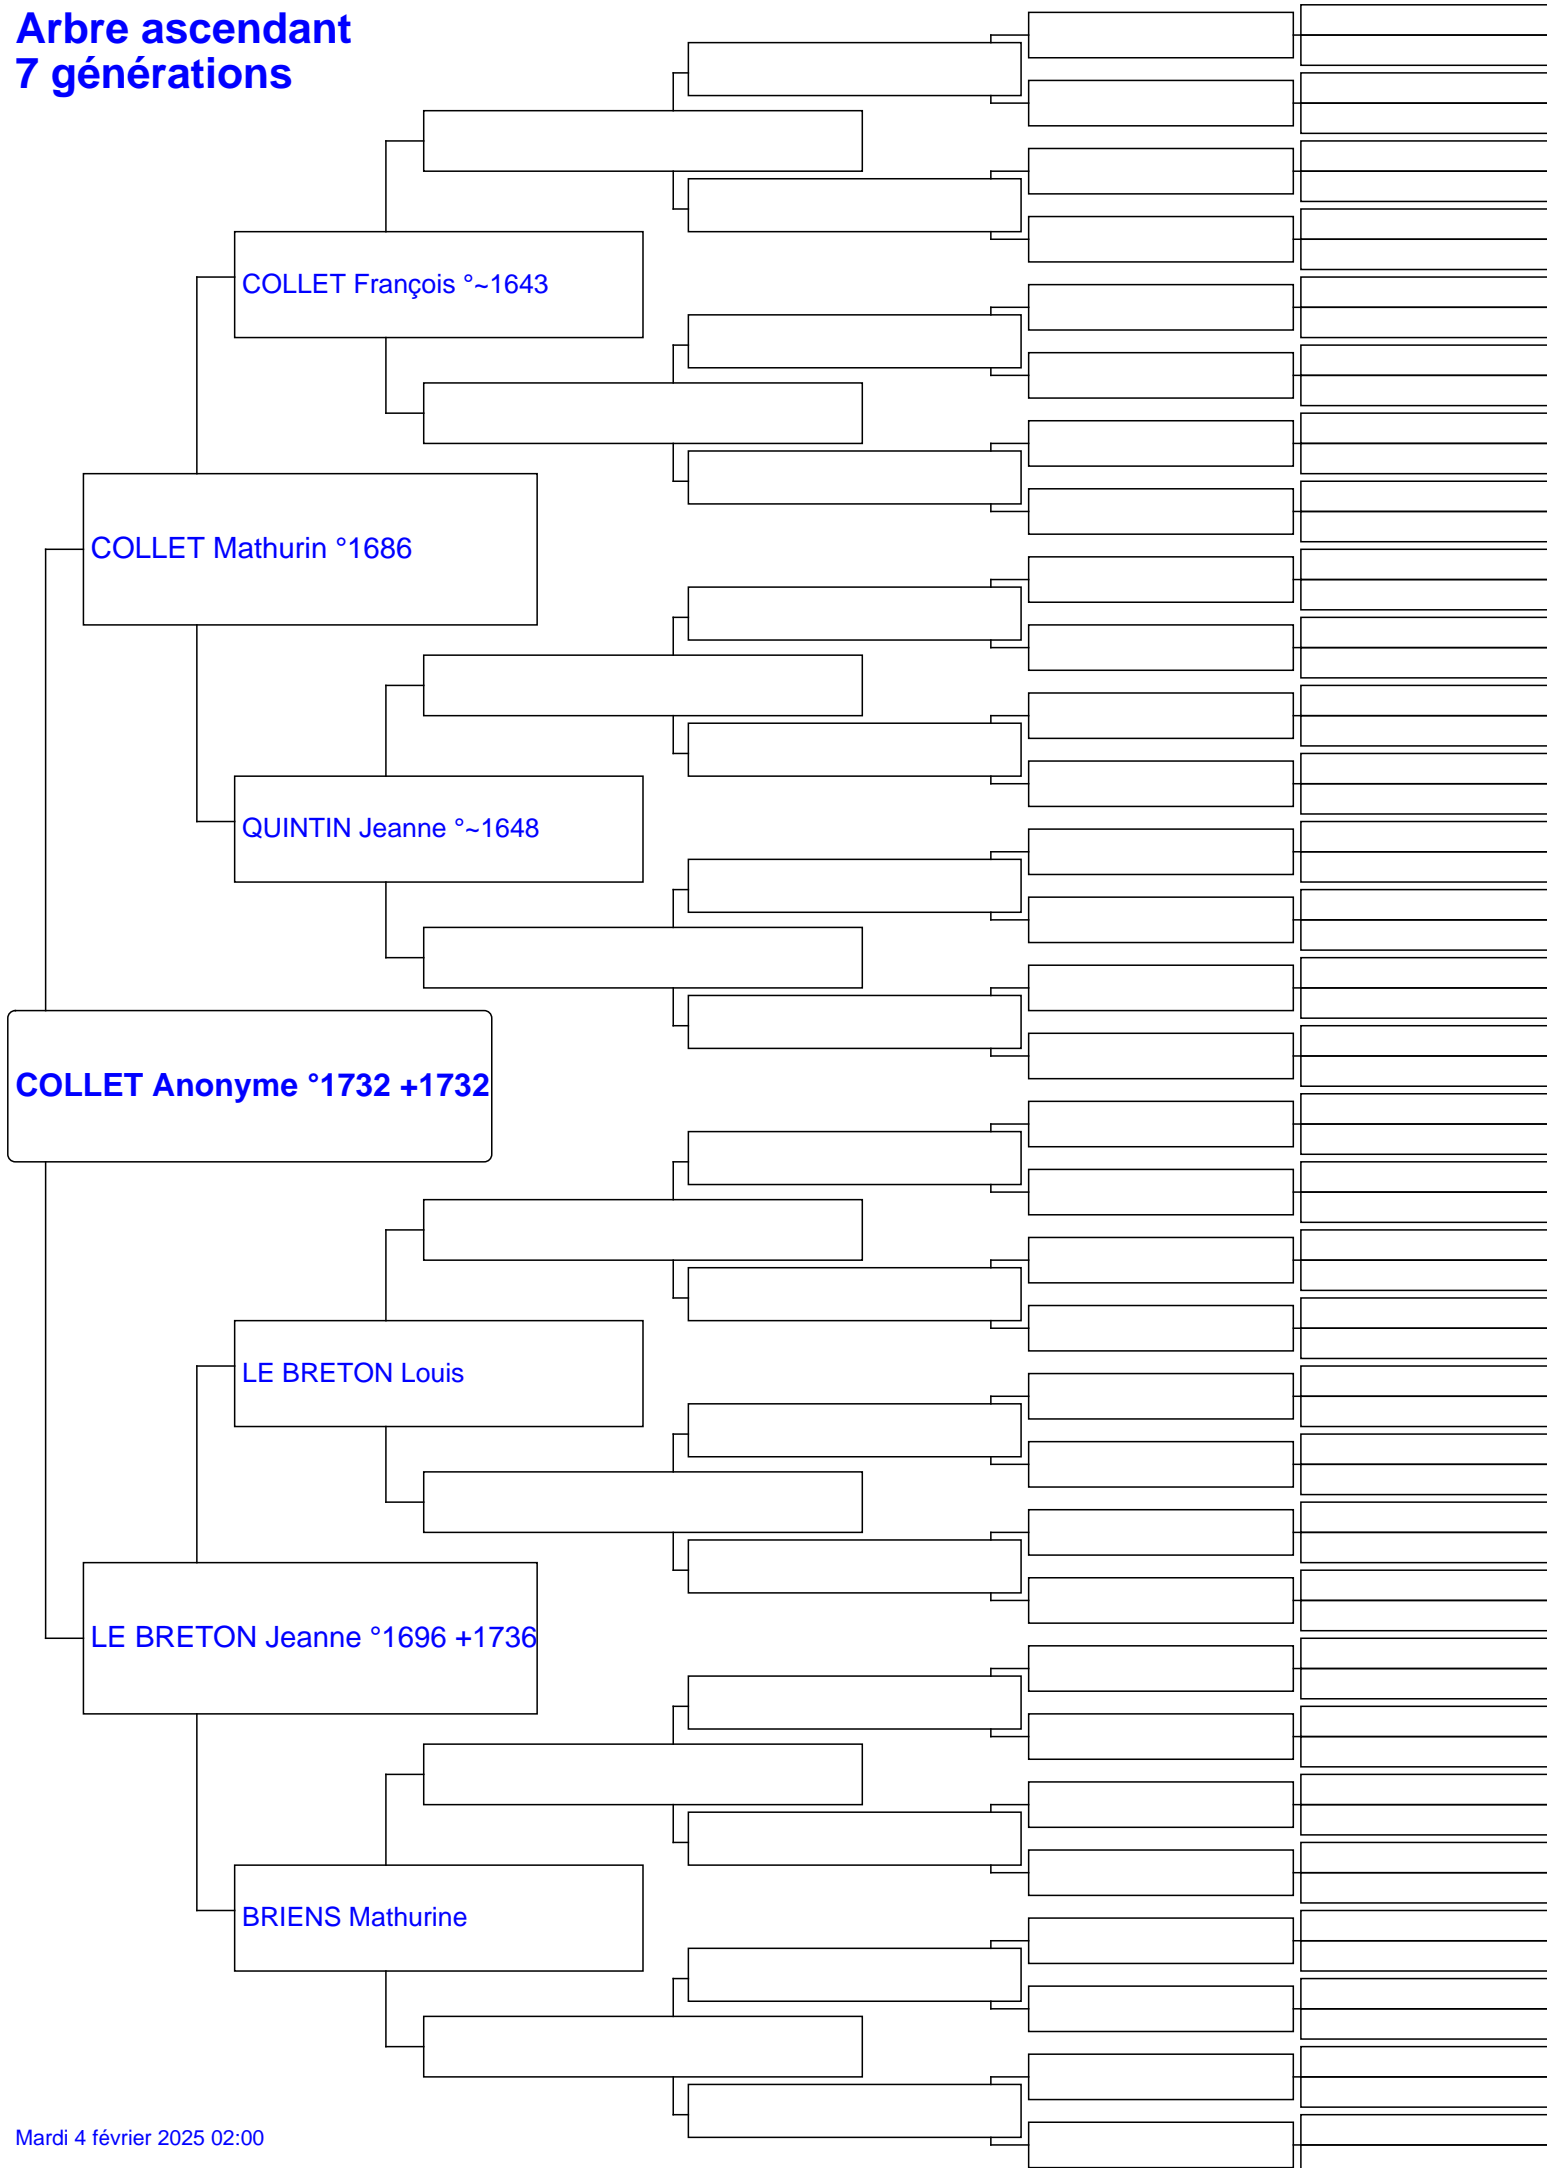 Arbre ascendant
7 générations
COLLET François °~1643
COLLET Mathurin °1686
QUINTIN Jeanne °~1648
COLLET Anonyme °1732 +1732
LE BRETON Louis
LE BRETON Jeanne °1696 +1736
BRIENS Mathurine
Mardi 4 février 2025 02:00